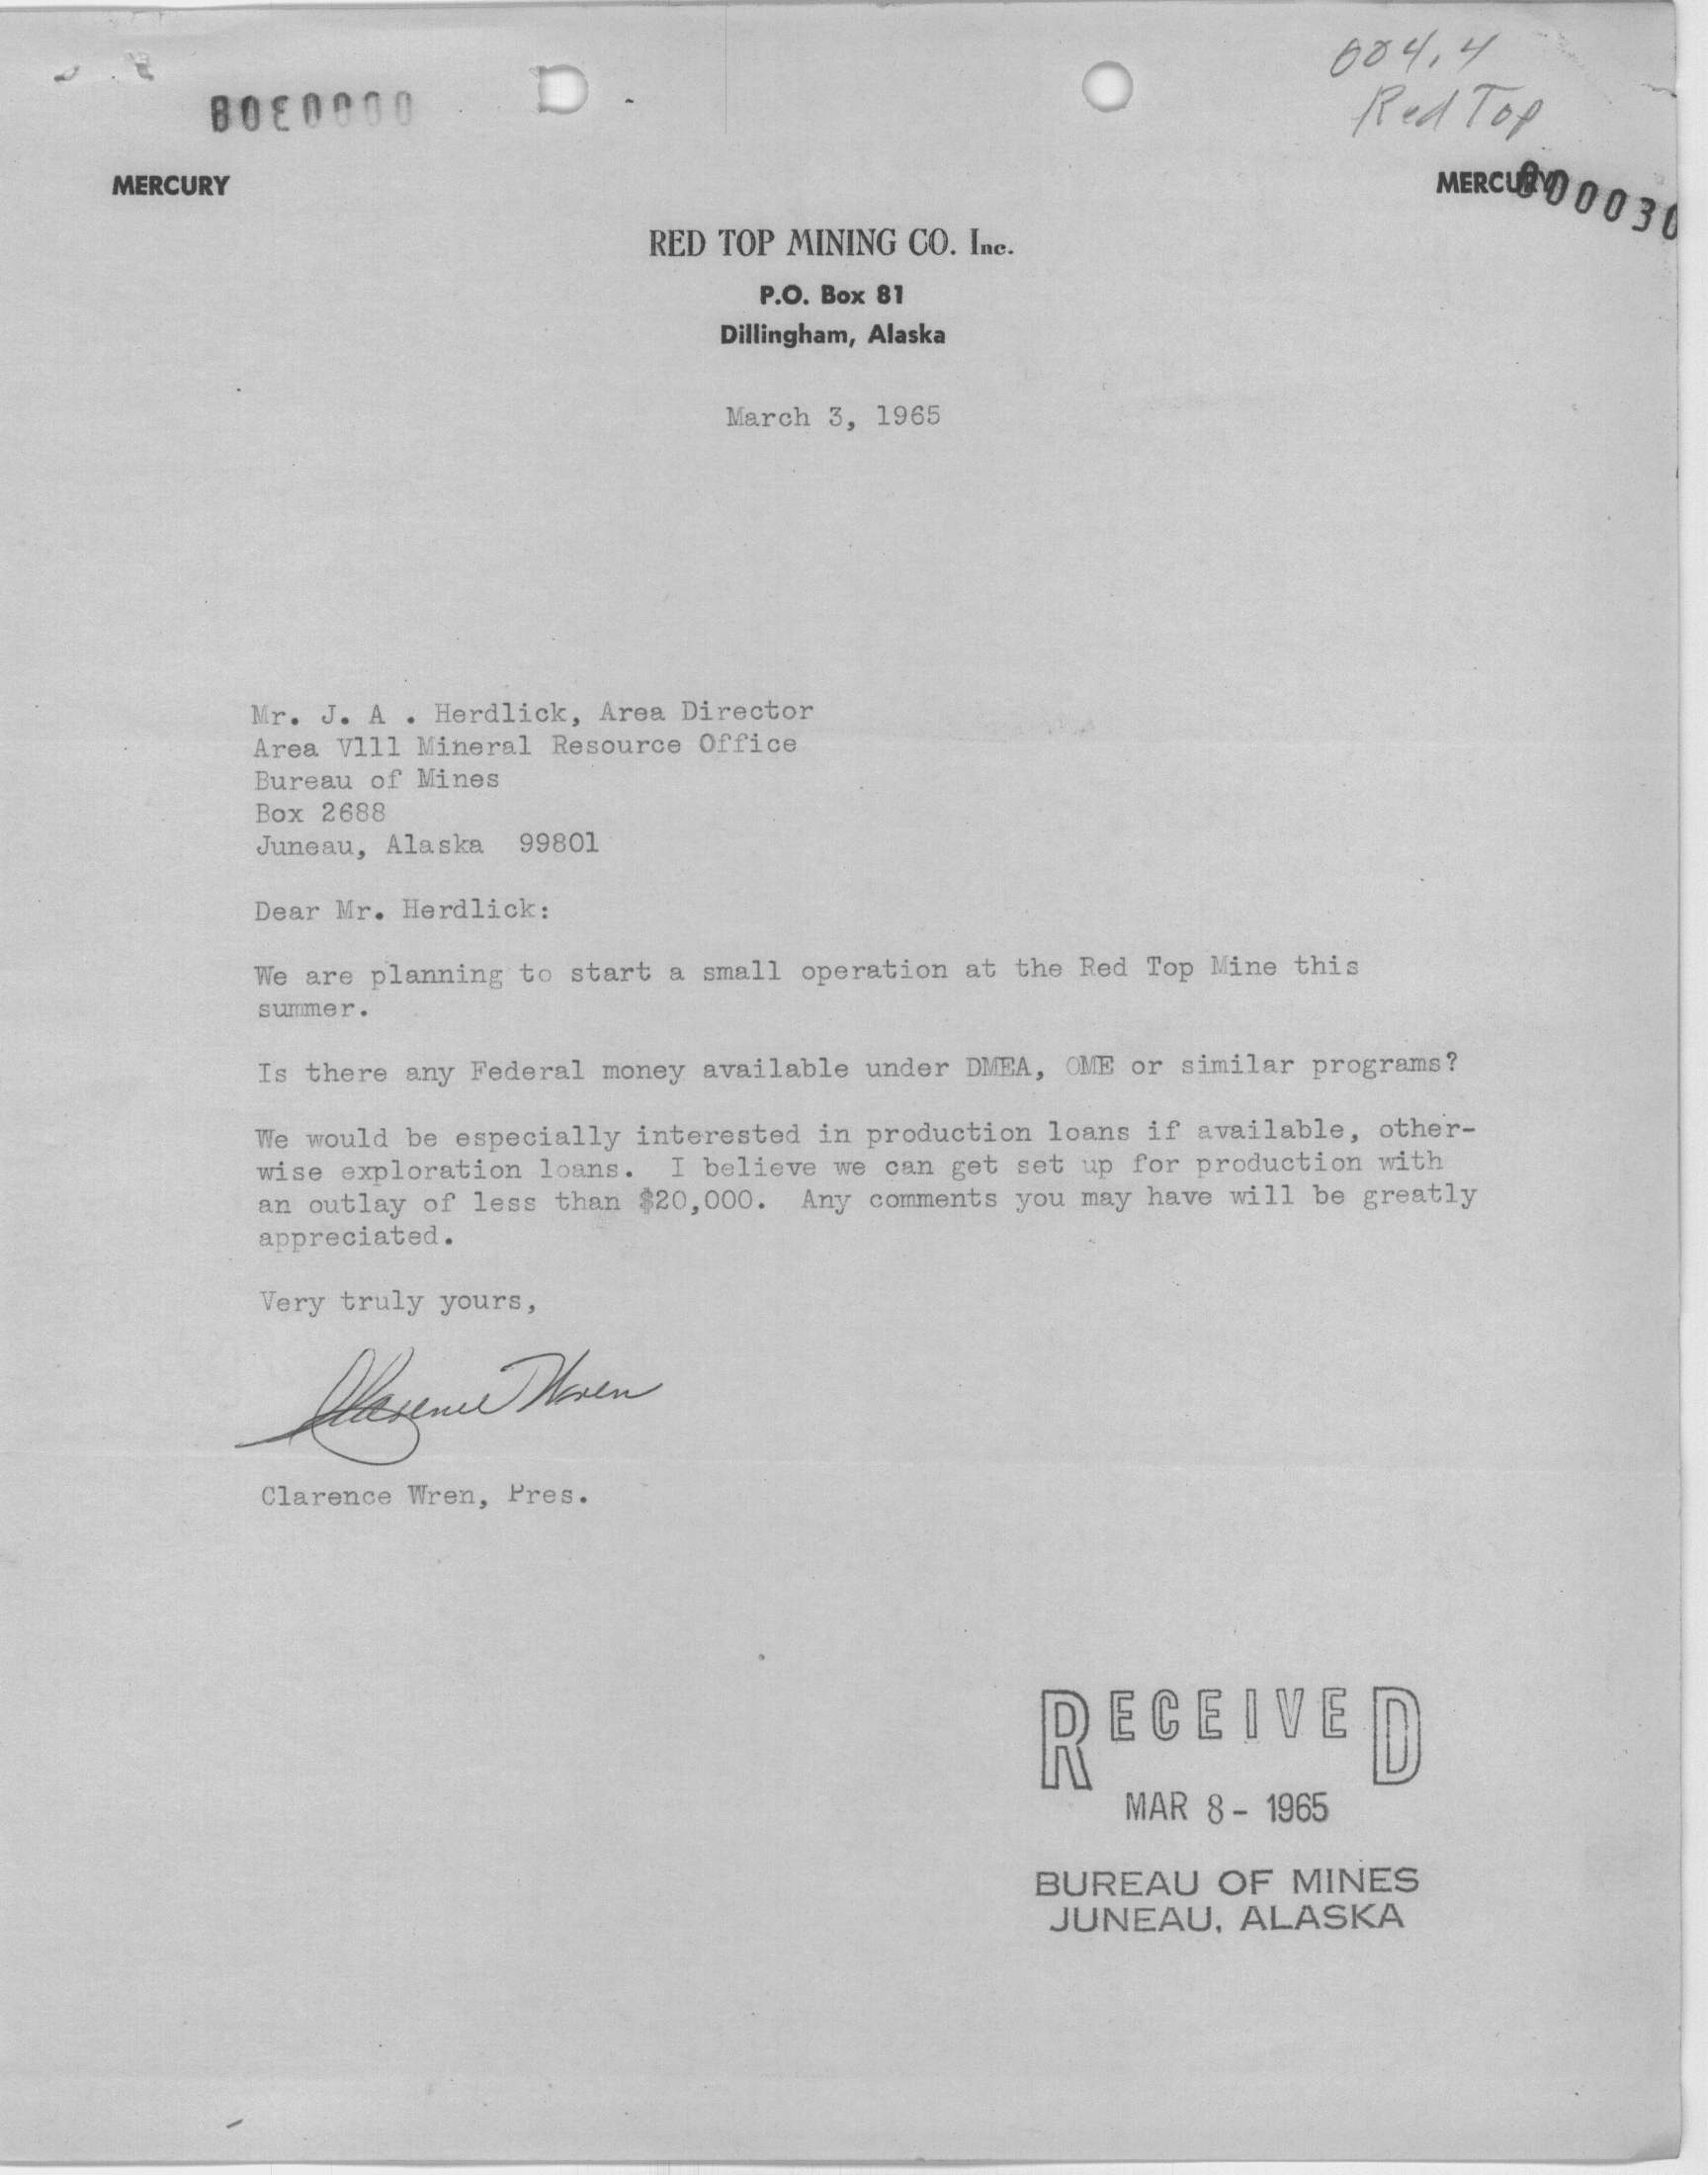 604.4
Red Top
MERCURY
MERCURY
RED TOP MINING CO. Inc.
P.O. Box 81
Dillingham, Alaska
March 3, 1965
Mr. J. A . Herdlick, Area Director
Area Vlll Mineral Resource Office
Bureau of Mines
Box 2688
Juneau, Alaska  99801
Dear Mr. Herdlick:
We are planning to start a small operation at the Red Top Mine this
summer.
Is there any Federal money available under DMEA, OME or similar programs?
We would be especially interested in production loans if available, other-
wise exploration loans.  I believe we can get set up for production with
an outlay of less than $20,000.  Any comments you may have will be greatly
appreciated.
Very truly yours,
Clarence Wren
Clarence Wren, Pres.
RECEIVED
MAR 8 - 1965
BUREAU OF MINES
JUNEAU, ALASKA